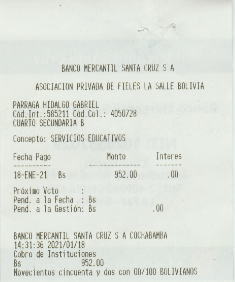 BANCO MERCANTIL SANTA CRUZ S A
ASOCIACION PRIVADA DE FIELES LA SALLE BOLIVIA
PARRAGA HIDALGO GABRIEL
Cod.Int.:585211 Cod.Col.: 4050728
CUARTO SECUNDARIA B
Concepto: SERVICIOS EDUCATIVOS
Fecha Pago Monto Interes
18-ENE-21 Bs 952.00 .00
Próximo Vcto :
Pend. a la Fecha : Bs
Pend. a la Gestión: Bs .00
BANCO MERCANTIL SANTA CRUZ S A COCHABAMBA
14:31:36 2021/01/18
Cobro de Instituciones
Bs 952.00
Novecientos cincuenta y dos con 00/100 BOLIVIANOS